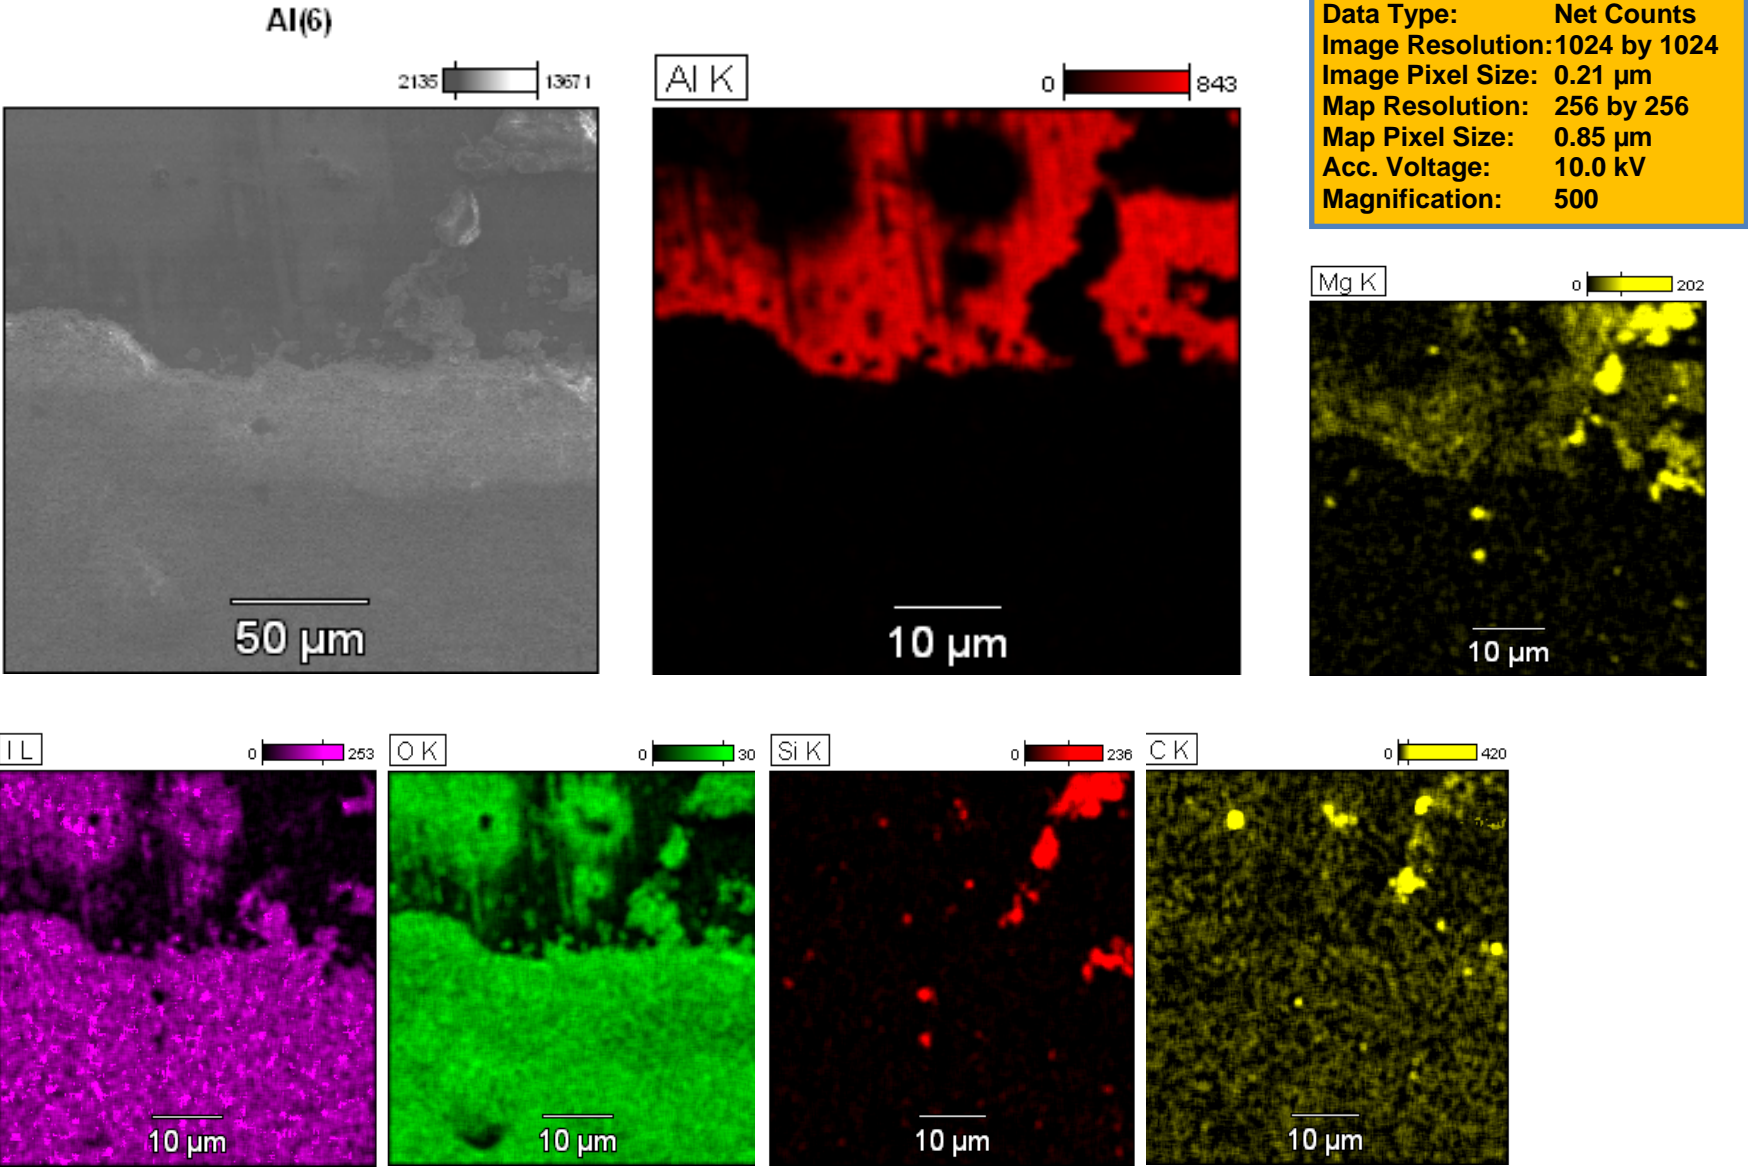 Al(6)
2135 13671
Al K 0 843
Data Type: Net Counts
Image Resolution: 1024 by 1024
Image Pixel Size: 0.21 µm
Map Resolution: 256 by 256
Map Pixel Size: 0.85 µm
Acc. Voltage: 10.0 kV
Magnification: 500
Mg K 0 202
50 µm
10 µm
10 µm
I L 0 253
O K 0 30
Si K 0 236
C K 0 420
10 µm
10 µm
10 µm
10 µm